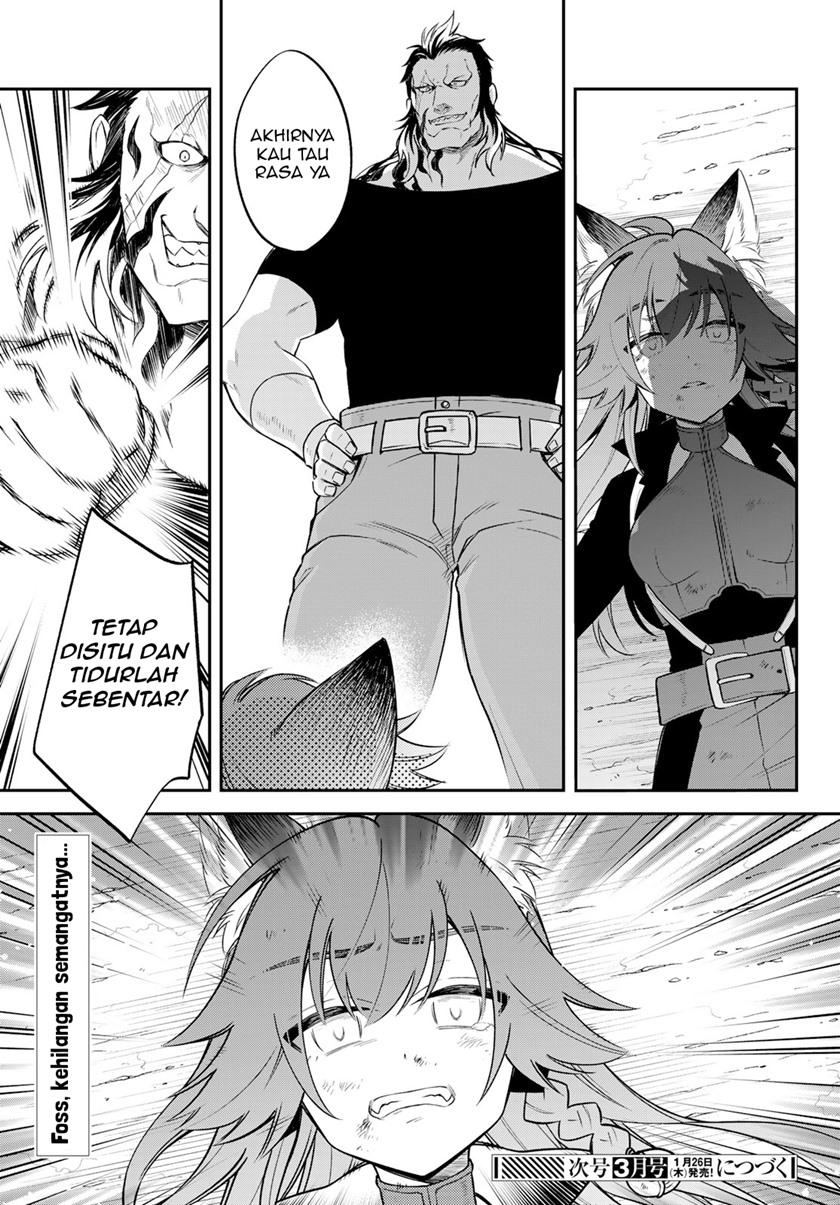 AKHIRNYA
KAU TAU
RASA YA
TETAP
DISITU DAN
TIDURLAH
SEBENTAR!
Foss, kehilangan semangatnya...
次号3月号1月26日(木)発売!につづく